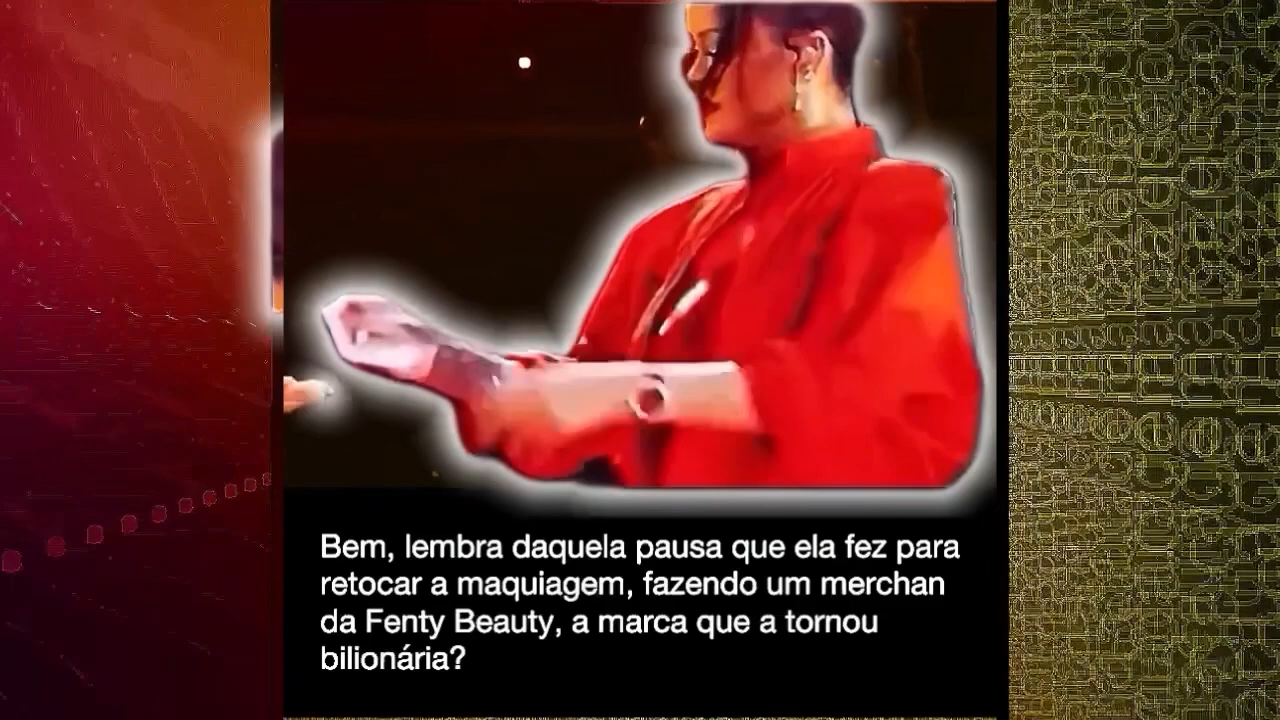 Bem, lembra daquela pausa que ela fez para
retocar a maquiagem, fazendo um merchan
da Fenty Beauty, a marca que a tornou
bilionária?